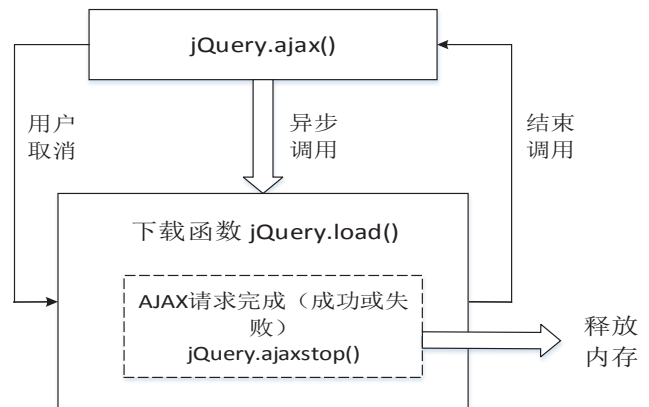 jQuery.ajax()
用户
取消
异步
调用
结束
调用
下载函数 jQuery.load()
AJAX请求完成（成功或失
败）
jQuery.ajaxstop()
释放
内存